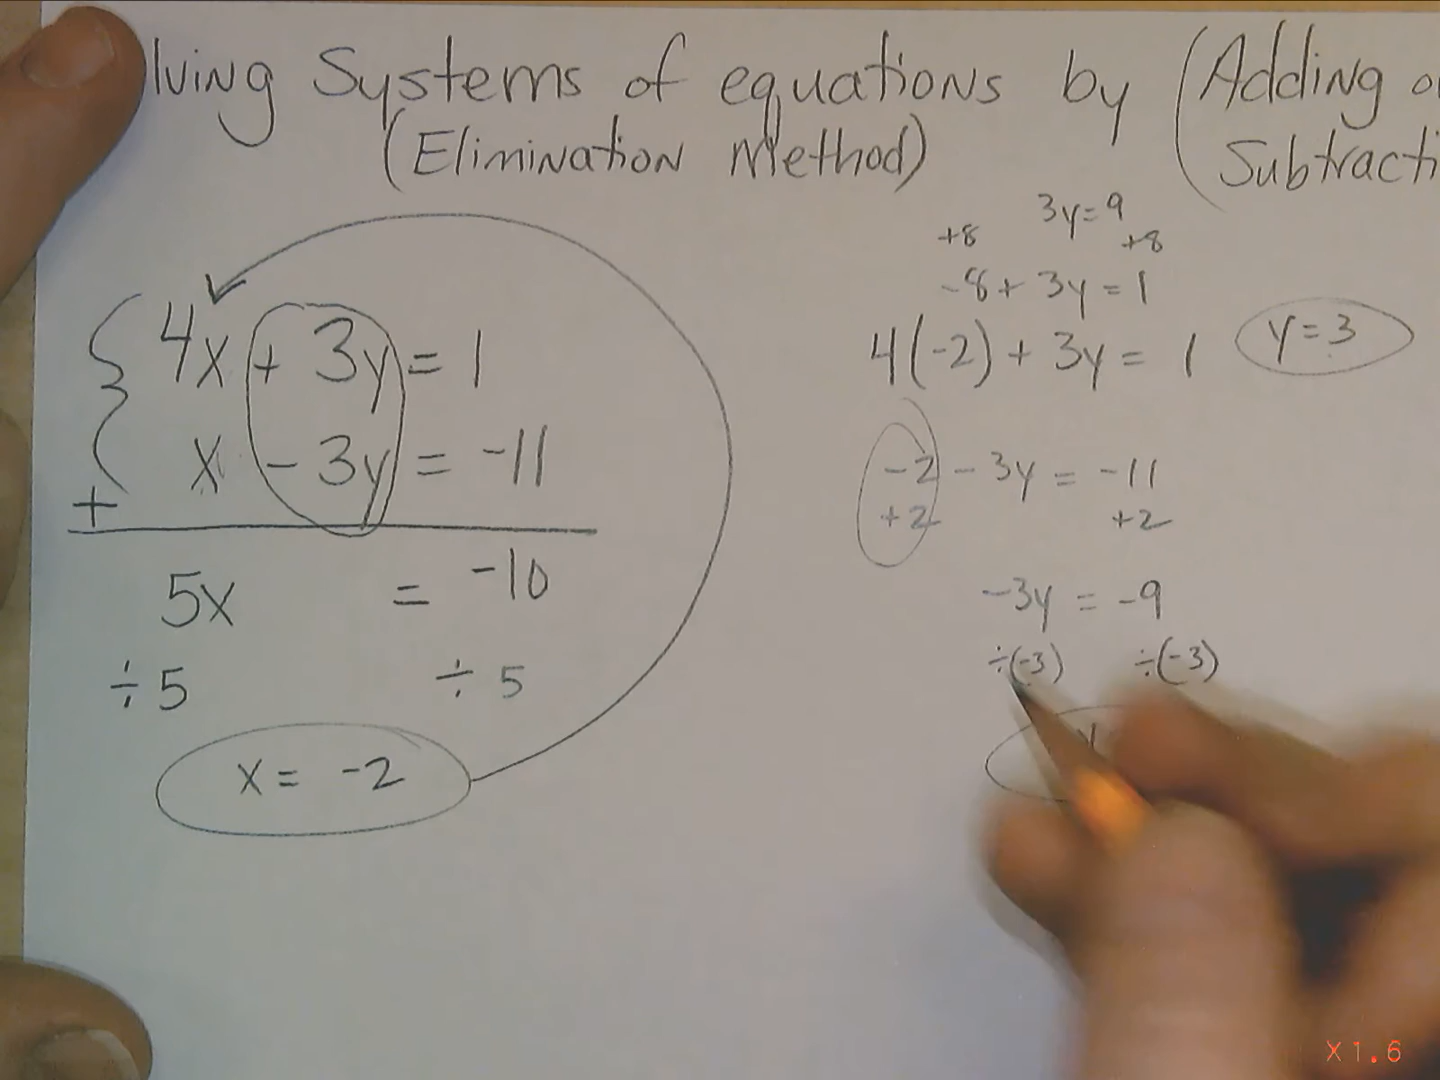 lving Systems of equations by (Adding o
(Elimination Method)
Subtracti
4x + 3y = 1
x - 3y = -11
+
5x = -10
÷5 ÷5
x = -2
3y=9
+8 +8
-8 + 3y = 1
4(-2) + 3y = 1
y = 3
-2 - 3y = -11
+2 +2
-3y = -9
÷(-3) ÷(-3)
X1.6